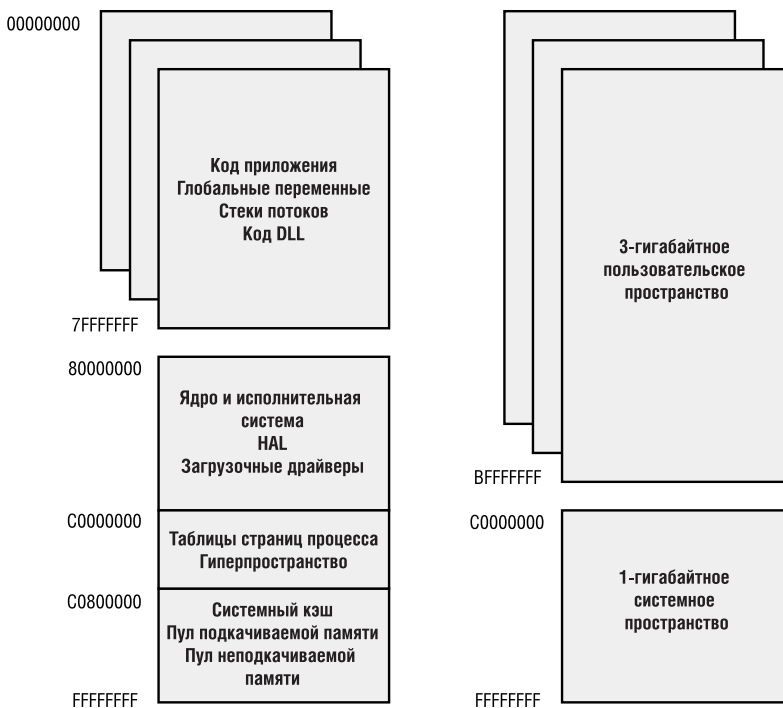 00000000
Код приложения
Глобальные переменные
Стеки потоков
Код DLL
7FFFFFFF
80000000
Ядро и исполнительная
система
HAL
Загрузочные драйверы
C0000000
Таблицы страниц процесса
Гиперпространство
C0800000
Системный кэш
Пул подкачиваемой памяти
Пул неподкачиваемой
памяти
FFFFFFFF
3-гигабайтное
пользовательское
пространство
BFFFFFFF
C0000000
1-гигабайтное
системное
пространство
FFFFFFFF